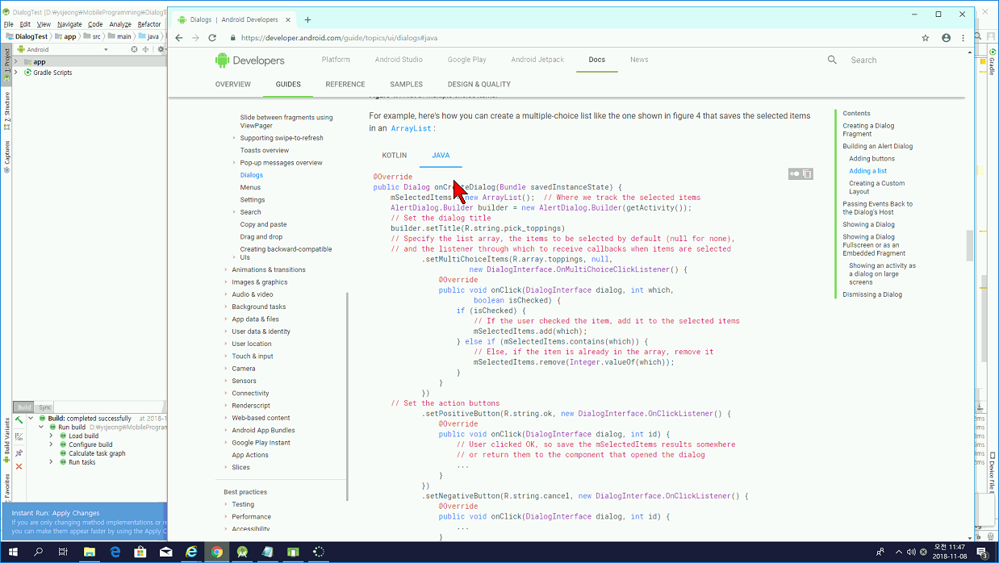 DialogTest [D:\ysjeong\MobileProgramming\DialogT
File Edit View Navigate Code Analyze Refactor
DialogTest app src main java
Android
app
Gradle Scripts
1: Project
7: Structure
Captures
Build Variants
Favorites
Gradle
Device File E
Dialogs | Android Developers
https://developer.android.com/guide/topics/ui/dialogs#java
Developers
Platform
Android Studio
Google Play
Android Jetpack
Docs
News
Search
OVERVIEW
GUIDES
REFERENCE
SAMPLES
DESIGN & QUALITY
Slide between fragments using
ViewPager
Supporting swipe-to-refresh
Toasts overview
Pop-up messages overview
Dialogs
Menus
Settings
Search
Copy and paste
Drag and drop
Creating backward-compatible
UIs
Animations & transitions
Images & graphics
Audio & video
Background tasks
App data & files
User data & identity
User location
Touch & input
Camera
Sensors
Connectivity
Renderscript
Web-based content
Android App Bundles
Google Play Instant
App Actions
Slices
Best practices
Testing
Performance
Accessibility
For example, here's how you can create a multiple-choice list like the one shown in figure 4 that saves the selected items
in an ArrayList:
KOTLIN
JAVA
@Override
public Dialog onCreateDialog(Bundle savedInstanceState) {
mSelectedItems = new ArrayList(); // Where we track the selected items
AlertDialog.Builder builder = new AlertDialog.Builder(getActivity());
// Set the dialog title
builder.setTitle(R.string.pick_toppings)
// Specify the list array, the items to be selected by default (null for none),
// and the listener through which to receive callbacks when items are selected
.setMultiChoiceItems(R.array.toppings, null,
new DialogInterface.OnMultiChoiceClickListener() {
@Override
public void onClick(DialogInterface dialog, int which,
boolean isChecked) {
if (isChecked) {
// If the user checked the item, add it to the selected items
mSelectedItems.add(which);
} else if (mSelectedItems.contains(which)) {
// Else, if the item is already in the array, remove it
mSelectedItems.remove(Integer.valueOf(which));
}
}
})
// Set the action buttons
.setPositiveButton(R.string.ok, new DialogInterface.OnClickListener() {
@Override
public void onClick(DialogInterface dialog, int id) {
// User clicked OK, so save the mSelectedItems results somewhere
// or return them to the component that opened the dialog
...
}
})
.setNegativeButton(R.string.cancel, new DialogInterface.OnClickListener() {
@Override
public void onClick(DialogInterface dialog, int id) {
...
}
Contents
Creating a Dialog
Fragment
Building an Alert Dialog
Adding buttons
Adding a list
Creating a Custom
Layout
Passing Events Back to
the Dialog's Host
Showing a Dialog
Showing a Dialog
Fullscreen or as an
Embedded Fragment
Showing an activity as
a dialog on large
screens
Dismissing a Dialog
Build Sync
Build: completed successfully at 2018-1
Run build D:\ysjeong\MobileProgram
Load build
Configure build
Calculate task graph
Run tasks
Instant Run: Apply Changes
If you are only changing method implementations or re
you can make them appear faster by using the Apply C
오전 11:47
2018-11-08
3